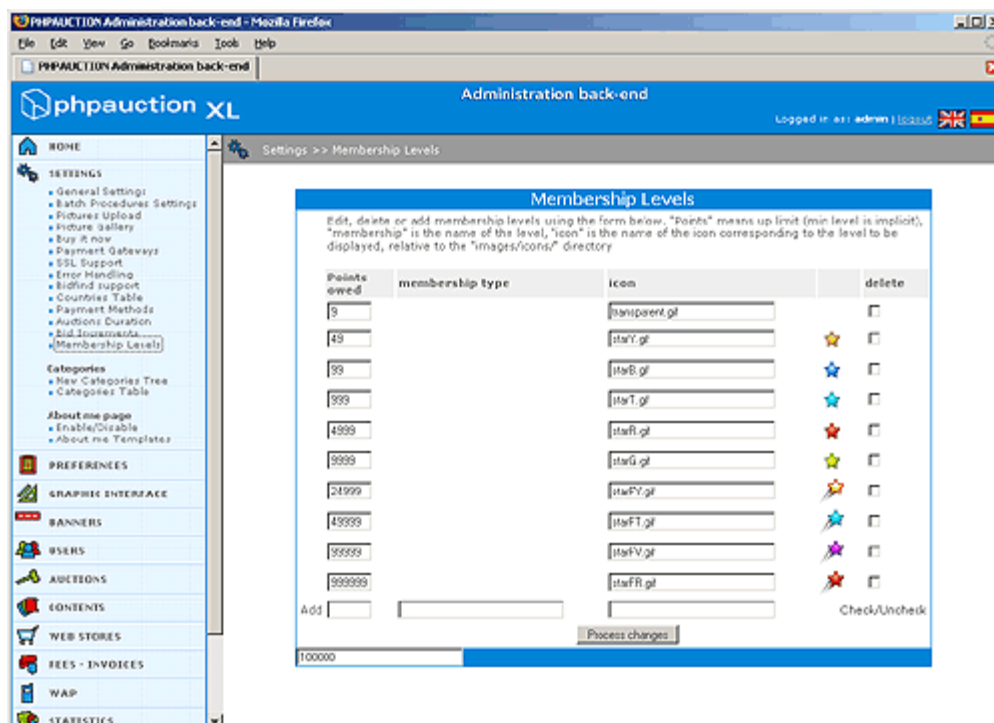 PHPAUCTION Administration back-end - Mozilla Firefox
File Edit View Go Bookmarks Tools Help
PHPAUCTION Administration back-end
phpauction XL
Administration back-end
Logged in as: admin | logout
HOME
Settings >> Membership Levels
SETTINGS
General Settings
Batch Procedures Settings
Pictures Upload
Picture Gallery
Buy it now
Payment Gateways
SSL Support
Error Handling
Bidfind support
Countries Table
Payment Methods
Auctions Duration
Bid Increments
Membership Levels
Categories
New Categories Tree
Categories Table
About me page
Enable/Disable
About me Templates
PREFERENCES
GRAPHIC INTERFACE
BANNERS
USERS
AUCTIONS
CONTENTS
WEB STORES
FEES - INVOICES
WAP
STATISTICS
Membership Levels
Edit, delete or add membership levels using the form below. "Points" means up limit (min level is implicit),
"membership" is the name of the level, "icon" is the name of the icon corresponding to the level to be
displayed, relative to the "images/icons/" directory
Points owed membership type icon delete
9 transparent.gif
49 starY.gif
99 starB.gif
999 starT.gif
4999 starR.gif
9999 starG.gif
24999 starFY.gif
49999 starFT.gif
99999 starFV.gif
999999 starFR.gif
Add Check/Uncheck
Process changes
100000